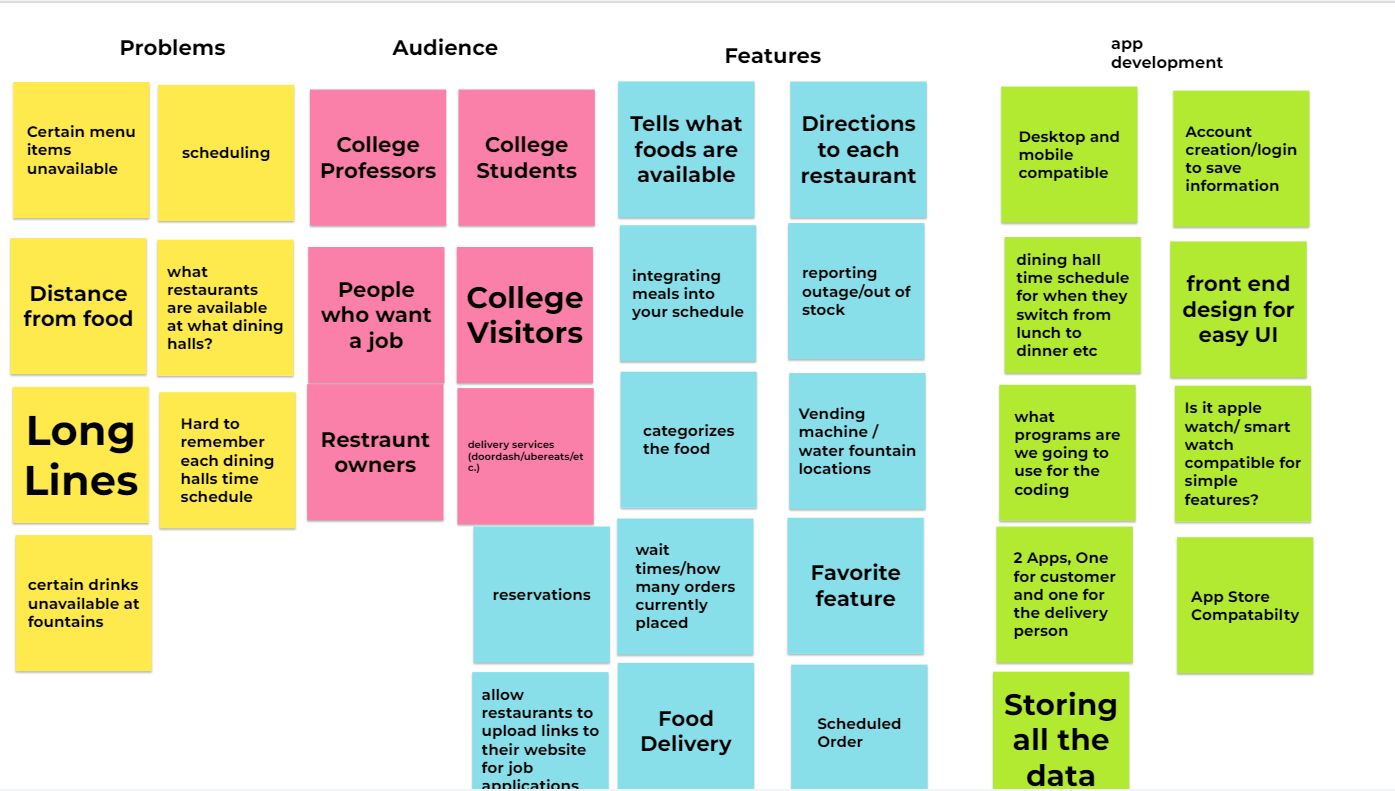 Problems
Certain menu
items
unavailable
scheduling
Distance
from food
what
restaurants
are available
at what dining
halls?
Long
Lines
Hard to
remember
each dining
halls time
schedule
certain drinks
unavailable at
fountains
Audience
College
Professors
College
Students
People
who want
a job
College
Visitors
Restraunt
owners
delivery services
(doordash/ubereats/et
c.)
Features
Tells what
foods are
available
Directions
to each
restaurant
integrating
meals into
your schedule
reporting
outage/out of
stock
categorizes
the food
Vending
machine /
water fountain
locations
reservations
wait
times/how
many orders
currently
placed
Favorite
feature
allow
restaurants to
upload links to
their website
for job
applications
Food
Delivery
Scheduled
Order
app
development
Desktop and
mobile
compatible
Account
creation/login
to save
information
dining hall
time schedule
for when they
switch from
lunch to
dinner etc
front end
design for
easy UI
what
programs are
we going to
use for the
coding
Is it apple
watch/ smart
watch
compatible for
simple
features?
2 Apps, One
for customer
and one for
the delivery
person
App Store
Compatabilty
Storing
all the
data